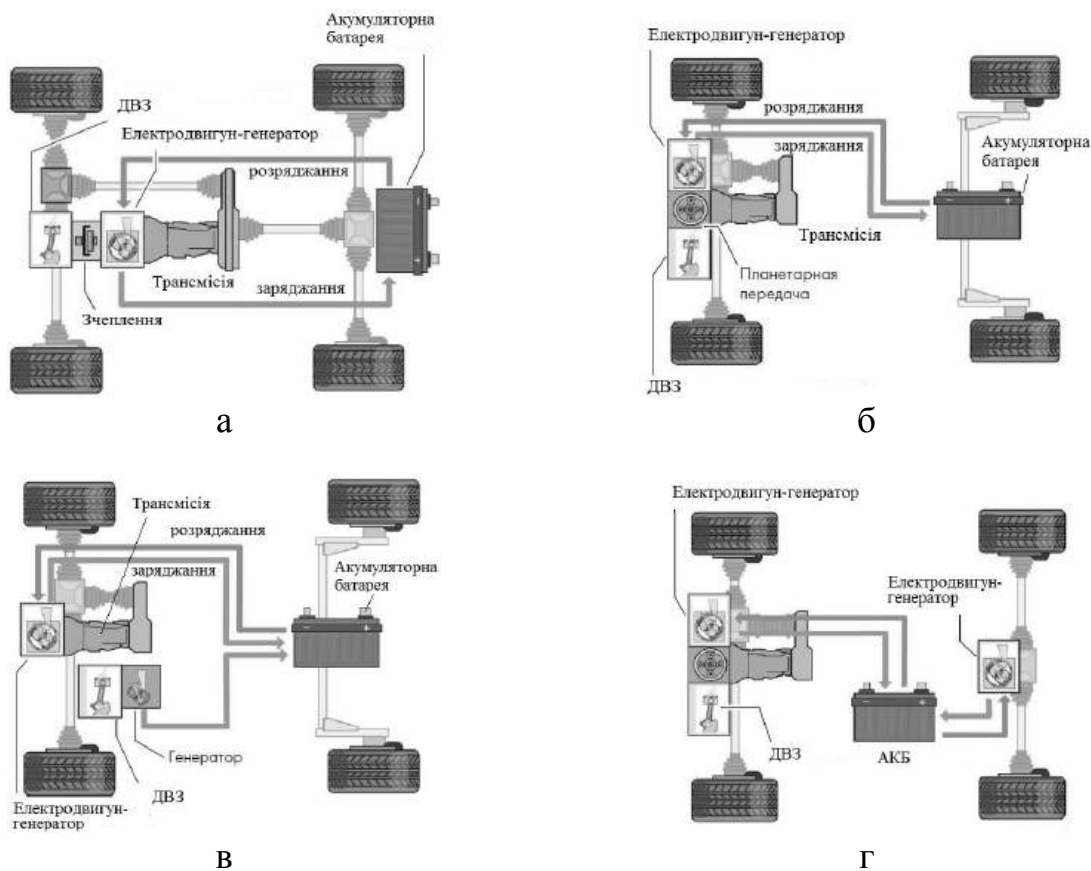 Акумуляторна
батарея
ДВЗ
Електродвигун-генератор
розряджання
Трансмісія
заряджання
Зчеплення
а
Електродвигун-генератор
розряджання
заряджання
Акумуляторна
батарея
Трансмісія
Планетарная
передача
ДВЗ
б
Трансмісія
розряджання
заряджання
Акумуляторна
батарея
Генератор
ДВЗ
Електродвигун-
генератор
в
Електродвигун-генератор
Електродвигун-
генератор
ДВЗ
АКБ
г